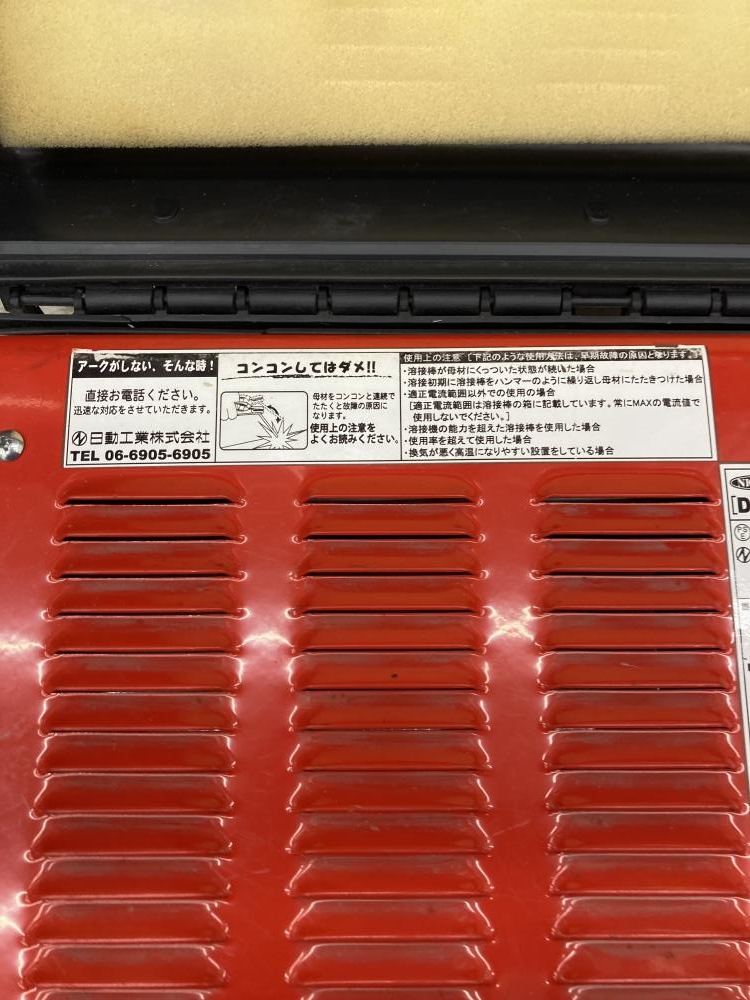 アークがしない、そんな時！
直接お電話ください。
迅速な対応をさせていただきます。
日動工業株式会社
TEL 06-6905-6905
コンコンしてはダメ!!
母材をコンコンと連続で
たたくと故障の原因に
なります。
使用上の注意を
よくお読みください。
使用上の注意 [下記のような使用方法は、早期故障の原因となります。]
・溶接棒が母材にくっついた状態が続いた場合
・溶接初期に溶接棒をハンマーのように繰り返し母材にたたきつけた場合
・適正電流範囲以外での使用の場合
[適正電流範囲は溶接棒の箱に記載しています。常にMAXの電流値で
使用しないでください。]
・溶接機の能力を超えた溶接棒を使用した場合
・使用率を超えて使用した場合
・換気が悪く高温になりやすい設置をしている場合
[D